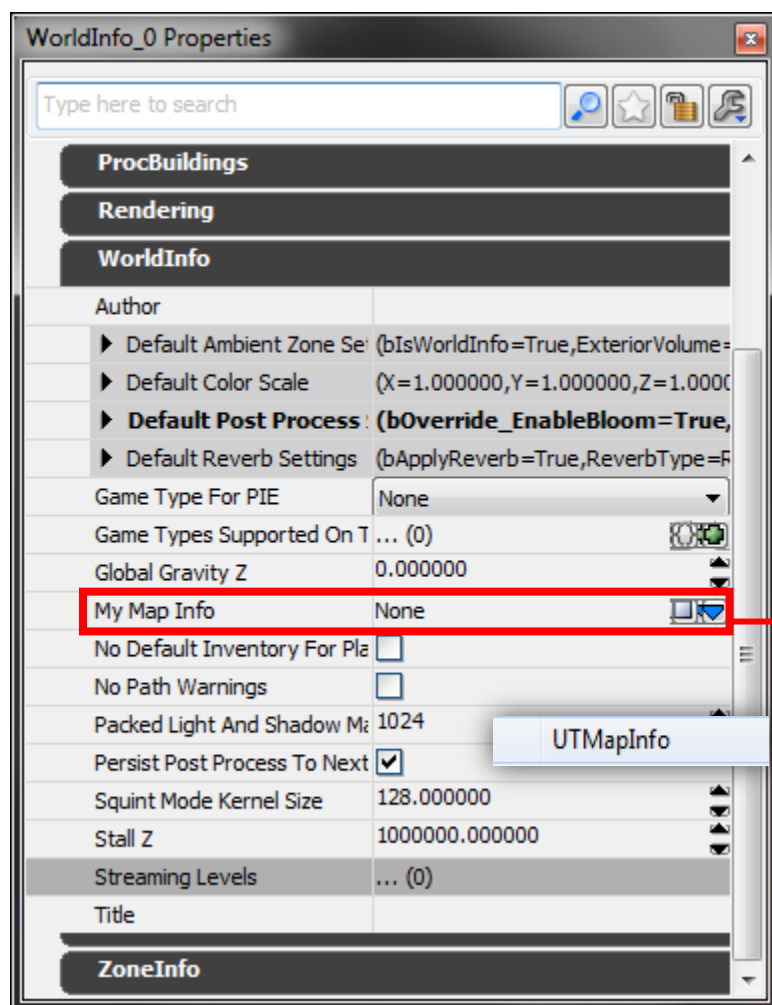 WorldInfo_0 Properties
Type here to search
ProcBuildings
Rendering
WorldInfo
Author
Default Ambient Zone Set (bIsWorldInfo=True,ExteriorVolume=
Default Color Scale (X=1.000000,Y=1.000000,Z=1.0000
Default Post Process (bOverride_EnableBloom=True,
Default Reverb Settings (bApplyReverb=True,ReverbType=R
Game Type For PIE None
Game Types Supported On T ... (0)
Global Gravity Z 0.000000
My Map Info None
No Default Inventory For Pla
No Path Warnings
Packed Light And Shadow Ma 1024
UTMapInfo
Persist Post Process To Next
Squint Mode Kernel Size 128.000000
Stall Z 1000000.000000
Streaming Levels ... (0)
Title
ZoneInfo